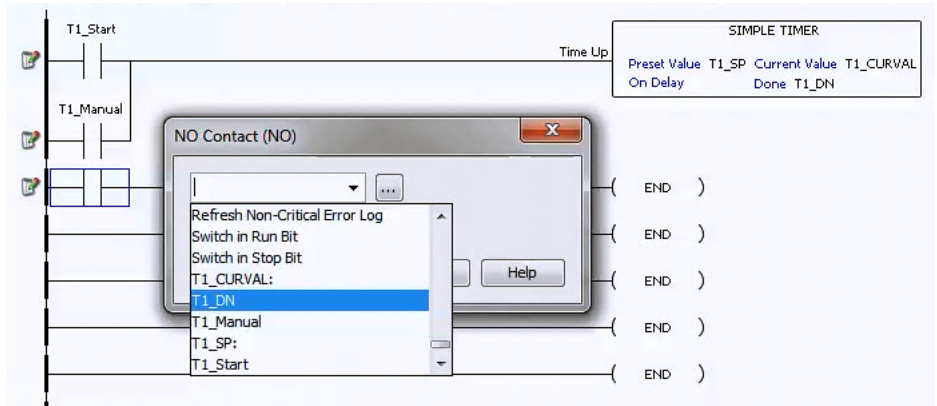 T1_Start
SIMPLE TIMER
Time Up
Preset Value T1_SP Current Value T1_CURVAL
On Delay Done T1_DN
T1_Manual
NO Contact (NO)
...
Refresh Non-Critical Error Log
Switch in Run Bit
Switch in Stop Bit
T1_CURVAL:
T1_DN
T1_Manual
T1_SP:
T1_Start
Help
END
END
END
END
END